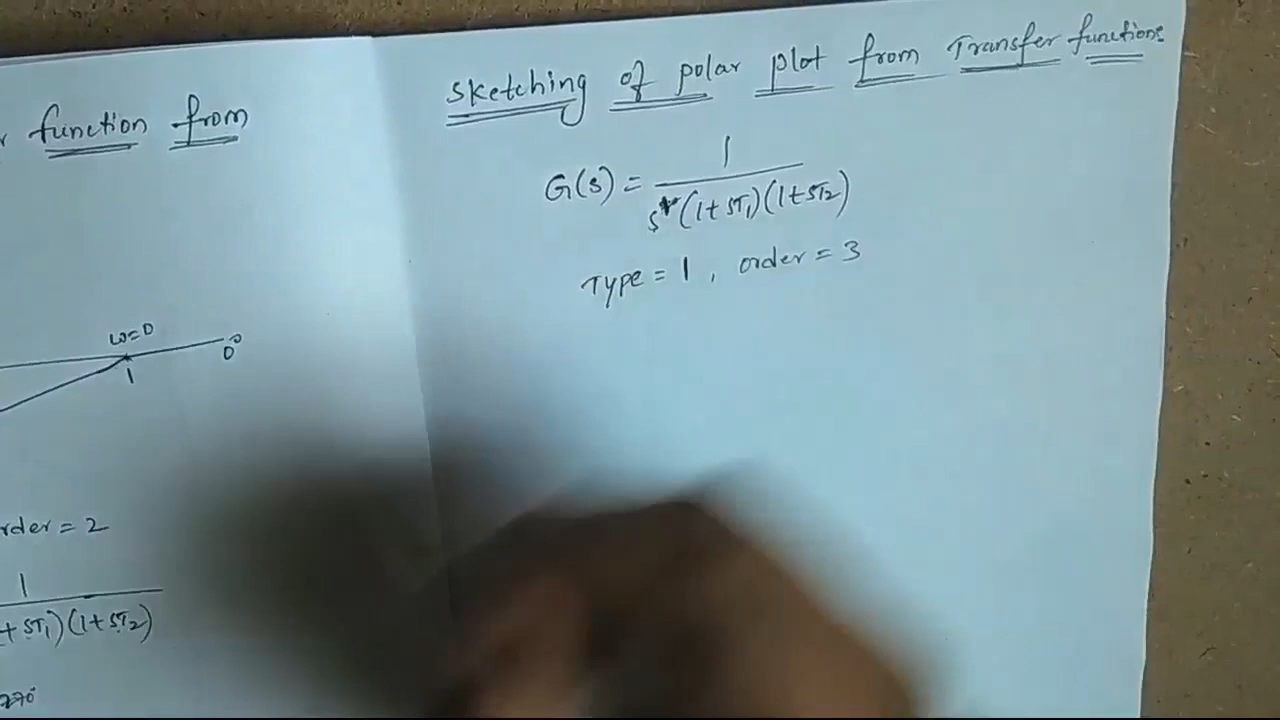 function from
ω=0
0°
1
rder = 2
1
+ ST1)(1+ST2)
270°
Sketching of polar plot from Transfer functions
G(s) = 1
s(1+ ST1)(1+ST2)
Type = 1 , order = 3